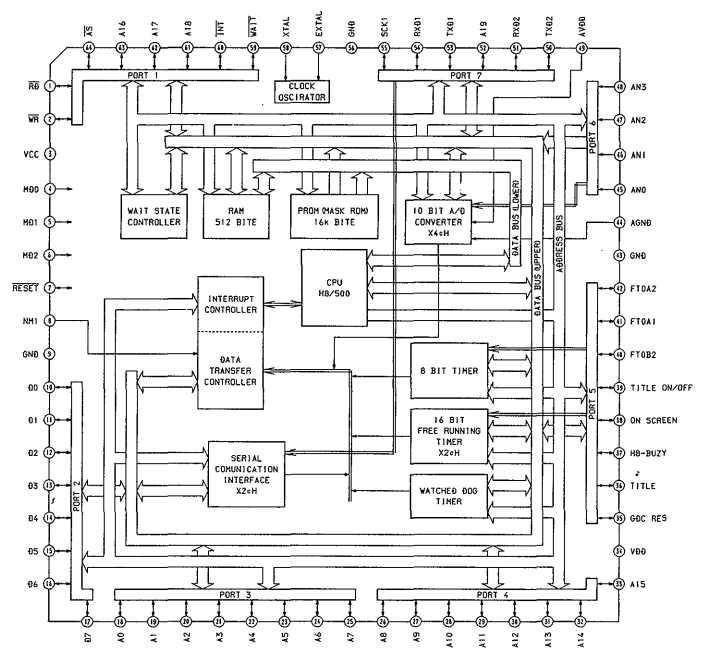 AS
A16
A17
A18
INT
WAIT
XTAL
EXTAL
GND
SCK1
RXD1
TXD1
A19
RXD2
TXD2
AVDD
64
63
62
61
60
59
58
57
56
55
54
53
52
51
50
49
PORT 1
PORT 7
CLOCK
OSCIRATOR
RD
1
WR
2
VCC
3
MD0
4
MD1
5
MD2
6
RESET
7
NM1
8
GND
9
D0
10
D1
11
D2
12
D3
13
D4
14
D5
15
D6
16
PORT 2
48
AN3
47
AN2
46
AN1
45
AN0
44
AGND
43
GND
42
FTOA2
41
FTOA1
40
FTOB2
39
TITLE ON/OFF
38
ON SCREEN
37
H8-BUZY
36
TITLE
35
GDC RES
34
VDD
33
A15
PORT 6
PORT 5
WAIT STATE
CONTROLLER
RAM
512 BITE
PROM (MASK ROM)
16k BITE
10 BIT A/D
CONVERTER
X4cH
DATA BUS (LOWER)
DATA BUS (UPPER)
ADDRESS BUS
CPU
H8/500
INTERRUPT
CONTROLLER
DATA
TRANSFER
CONTROLLER
8 BIT TIMER
16 BIT
FREE RUNNING
TIMER
X2cH
SERIAL
COMUNICATION
INTERFACE
X2cH
WATCHED DOG
TIMER
PORT 3
PORT 4
17
18
19
20
21
22
23
24
25
26
27
28
29
30
31
32
D7
A0
A1
A2
A3
A4
A5
A6
A7
A8
A9
A10
A11
A12
A13
A14